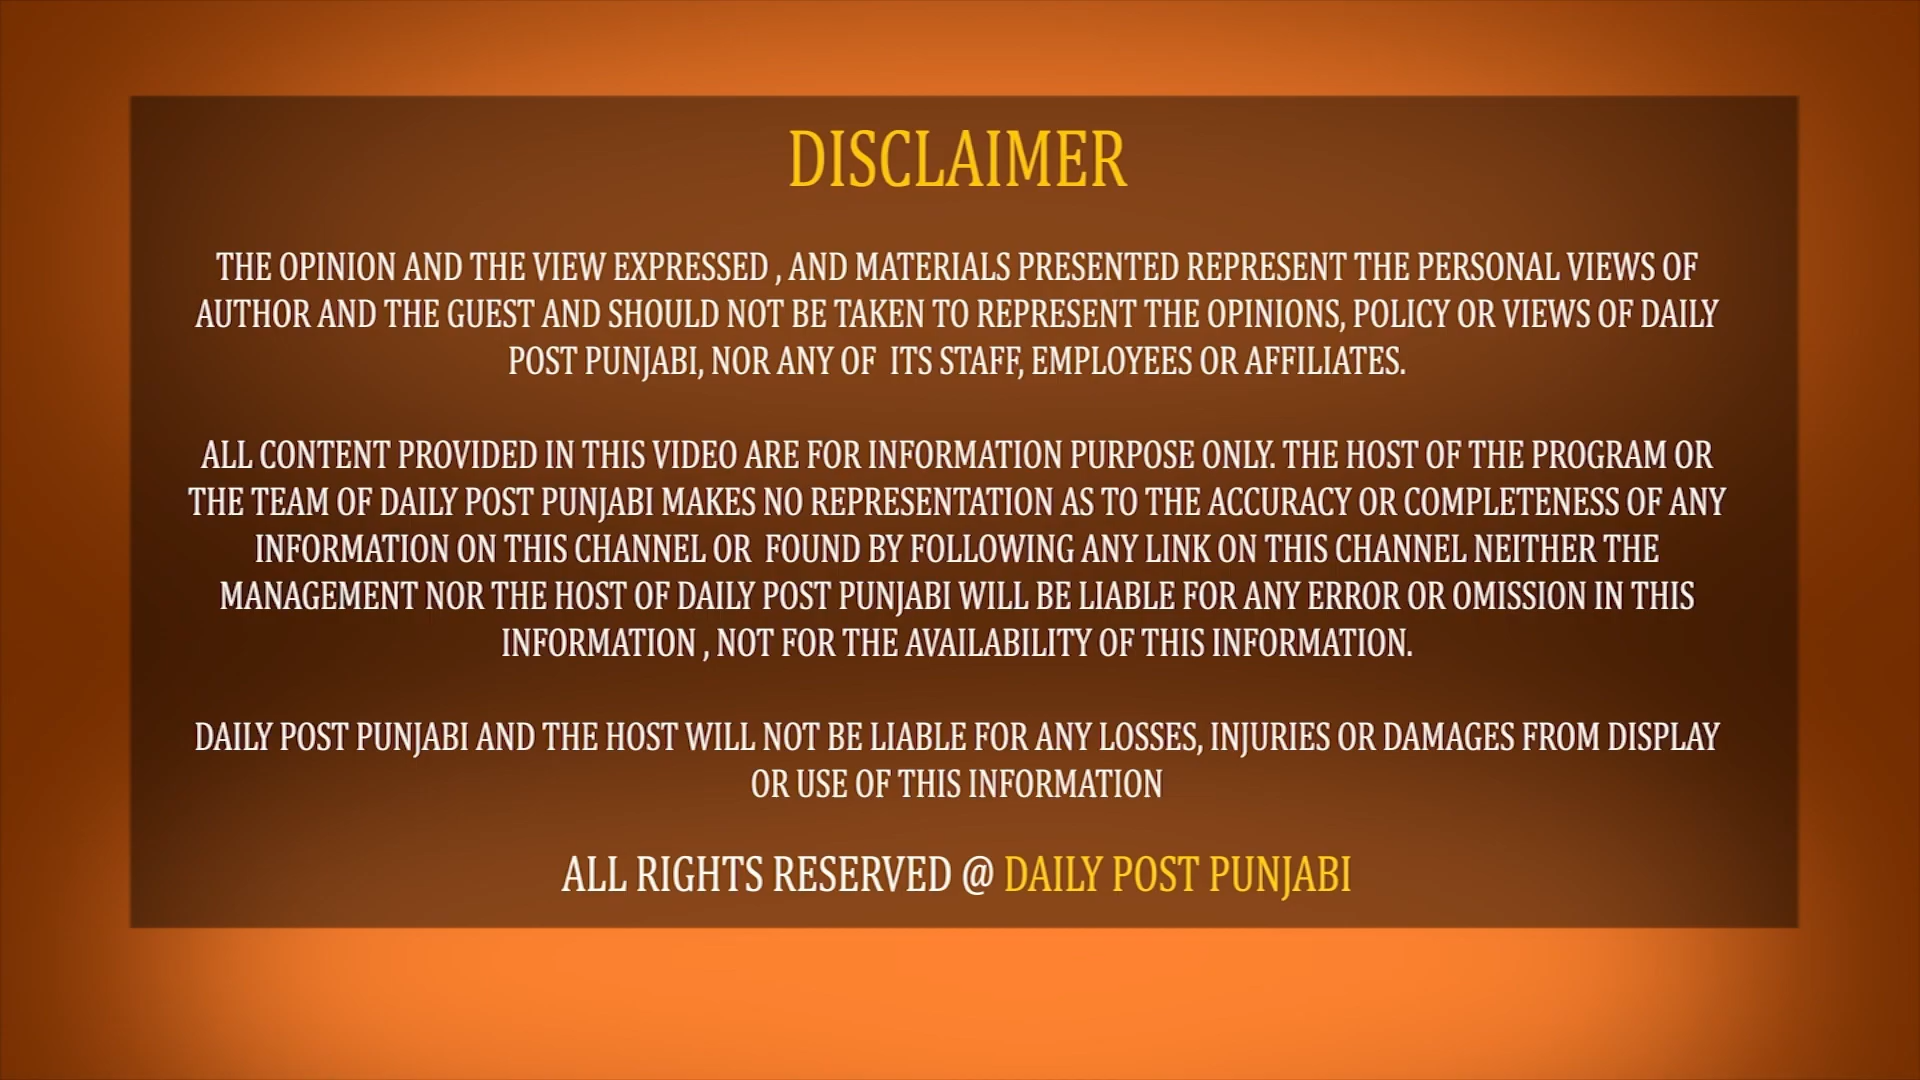 DISCLAIMER
THE OPINION AND THE VIEW EXPRESSED , AND MATERIALS PRESENTED REPRESENT THE PERSONAL VIEWS OF
AUTHOR AND THE GUEST AND SHOULD NOT BE TAKEN TO REPRESENT THE OPINIONS, POLICY OR VIEWS OF DAILY
POST PUNJABI, NOR ANY OF  ITS STAFF, EMPLOYEES OR AFFILIATES.
ALL CONTENT PROVIDED IN THIS VIDEO ARE FOR INFORMATION PURPOSE ONLY. THE HOST OF THE PROGRAM OR
THE TEAM OF DAILY POST PUNJABI MAKES NO REPRESENTATION AS TO THE ACCURACY OR COMPLETENESS OF ANY
INFORMATION ON THIS CHANNEL OR  FOUND BY FOLLOWING ANY LINK ON THIS CHANNEL NEITHER THE
MANAGEMENT NOR THE HOST OF DAILY POST PUNJABI WILL BE LIABLE FOR ANY ERROR OR OMISSION IN THIS
INFORMATION , NOT FOR THE AVAILABILITY OF THIS INFORMATION.
DAILY POST PUNJABI AND THE HOST WILL NOT BE LIABLE FOR ANY LOSSES, INJURIES OR DAMAGES FROM DISPLAY
OR USE OF THIS INFORMATION
ALL RIGHTS RESERVED @ DAILY POST PUNJABI